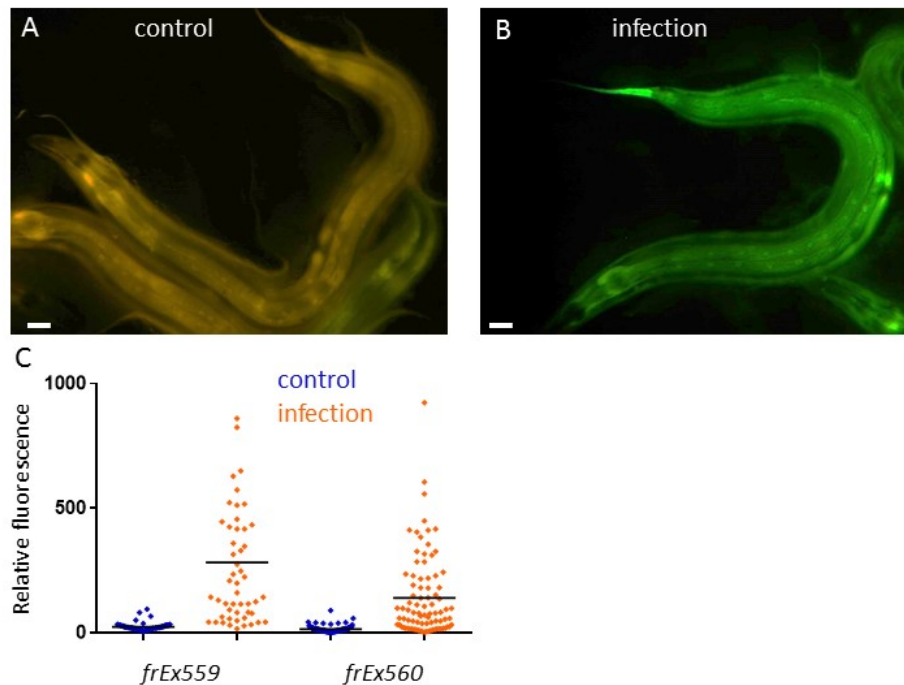 A
control
B
infection
C
control
infection
1000
500
0
Relative fluorescence
frEx559
frEx560